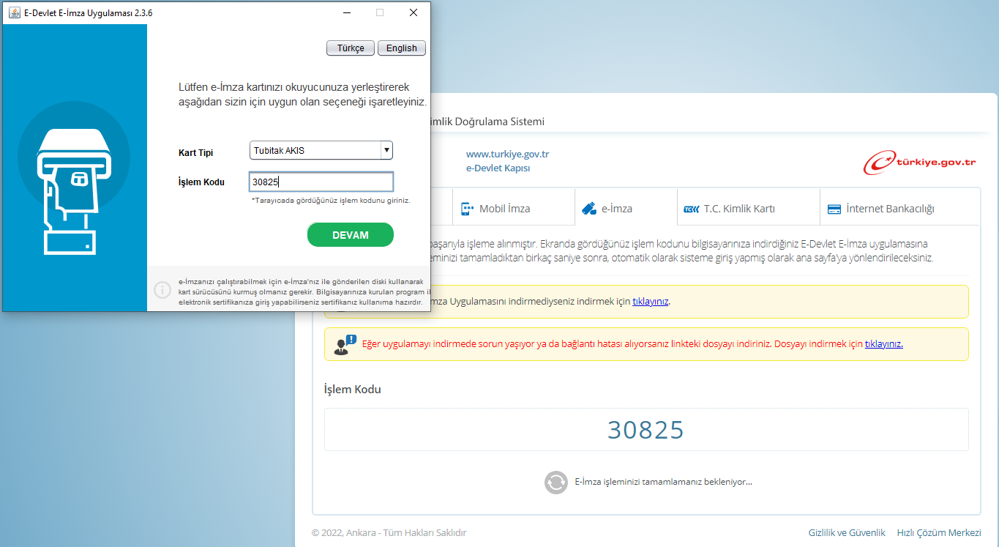 E-Devlet E-İmza Uygulaması 2.3.6
Türkçe English
Lütfen e-İmza kartınızı okuyucunuza yerleştirerek
aşağıdan sizin için uygun olan seçeneği işaretleyiniz.
Kart Tipi Tubitak AKIS
İşlem Kodu 30825
*Tarayıcada gördüğünüz işlem kodunu giriniz.
DEVAM
e-İmzanızı çalıştırabilmek için e-İmza'nız ile gönderilen diski kullanarak
kart sürücüsünü kurmuş olmanız gerekir. Bilgisayarınıza kurulan program
elektronik sertifikanıza giriş yapabilirseniz sertifikanız kullanıma hazırdır.
imlik Doğrulama Sistemi
www.turkiye.gov.tr
e-Devlet Kapısı
türkiye.gov.tr
Mobil İmza e-İmza T.C. Kimlik Kartı İnternet Bankacılığı
başarıyla işleme alınmıştır. Ekranda gördüğünüz işlem kodunu bilgisayarınıza indirdiğiniz E-Devlet E-İmza uygulamasına
eminizi tamamladıktan birkaç saniye sonra, otomatik olarak sisteme giriş yapmış olarak ana sayfa'ya yönlendirileceksiniz.
mza Uygulamasını indirmediyseniz indirmek için tıklayınız.
Eğer uygulamayı indirmede sorun yaşıyor ya da bağlantı hatası alıyorsanız linkteki dosyayı indiriniz. Dosyayı indirmek için tıklayınız.
İşlem Kodu
30825
E-İmza işleminizi tamamlamanız bekleniyor...
© 2022, Ankara - Tüm Hakları Saklıdır Gizlilik ve Güvenlik Hızlı Çözüm Merkezi